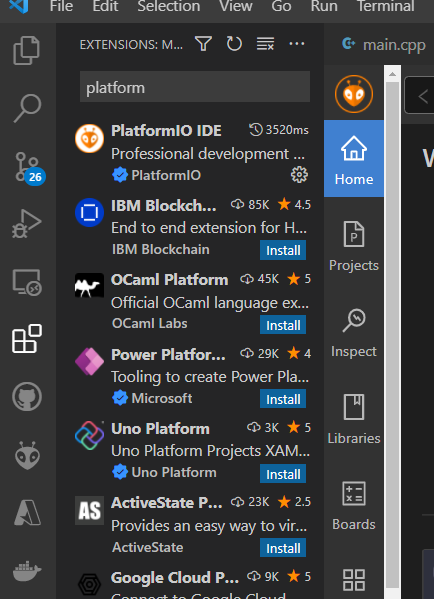 File Edit Selection View Go Run Terminal
EXTENSIONS: M...
main.cpp
platform
PlatformIO IDE 3520ms
Professional development ...
PlatformIO
Home
IBM Blockch... 85K 4.5
End to end extension for H...
IBM Blockchain Install
Projects
OCaml Platform 45K 5
Official OCaml language ex...
OCaml Labs Install
Inspect
Power Platfor... 29K 4
Tooling to create Power Pla...
Microsoft Install
Libraries
Uno Platform 3K 5
Uno Platform Projects XAM...
Uno Platform Install
Boards
ActiveState P... 23K 2.5
Provides an easy way to vir...
ActiveState Install
Google Cloud P... 9K 5
Connect to Google Cloud
26
AS